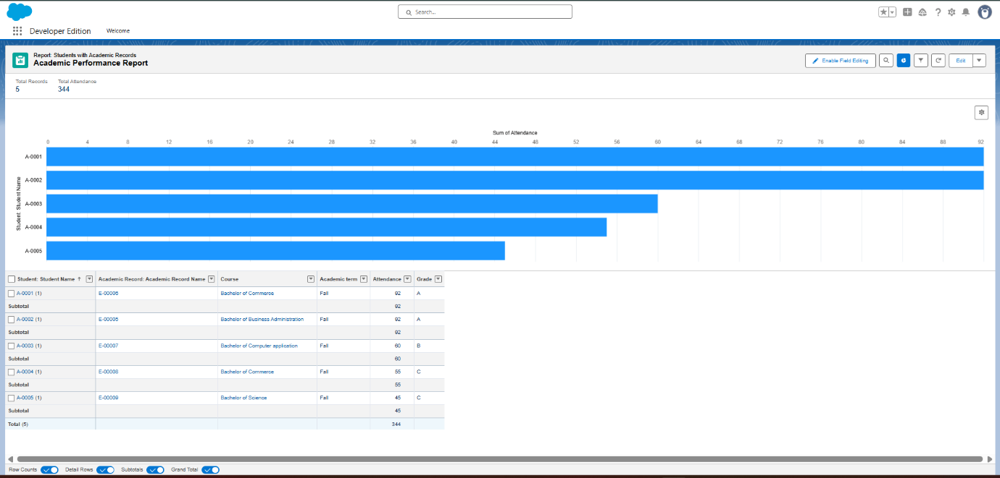 Search...
Developer Edition Welcome
Report: Students with Academic Records
Academic Performance Report
Enable Field Editing Edit
Total Records Total Attendance
5 344
Sum of Attendance
0 4 8 12 16 20 24 28 32 36 40 44 48 52 56 60 64 68 72 76 80 84 88 92
Student: Student Name
A-0001
A-0002
A-0003
A-0004
A-0005
Student: Student Name ↑ Academic Record: Academic Record Name Course Academic term Attendance Grade
A-0001 (1) E-00006 Bachelor of Commerce Fall 92 A
Subtotal 92
A-0002 (1) E-00005 Bachelor of Business Administration Fall 92 A
Subtotal 92
A-0003 (1) E-00007 Bachelor of Computer application Fall 60 B
Subtotal 60
A-0004 (1) E-00008 Bachelor of Commerce Fall 55 C
Subtotal 55
A-0005 (1) E-00009 Bachelor of Science Fall 45 C
Subtotal 45
Total (5) 344
Row Counts Detail Rows Subtotals Grand Total